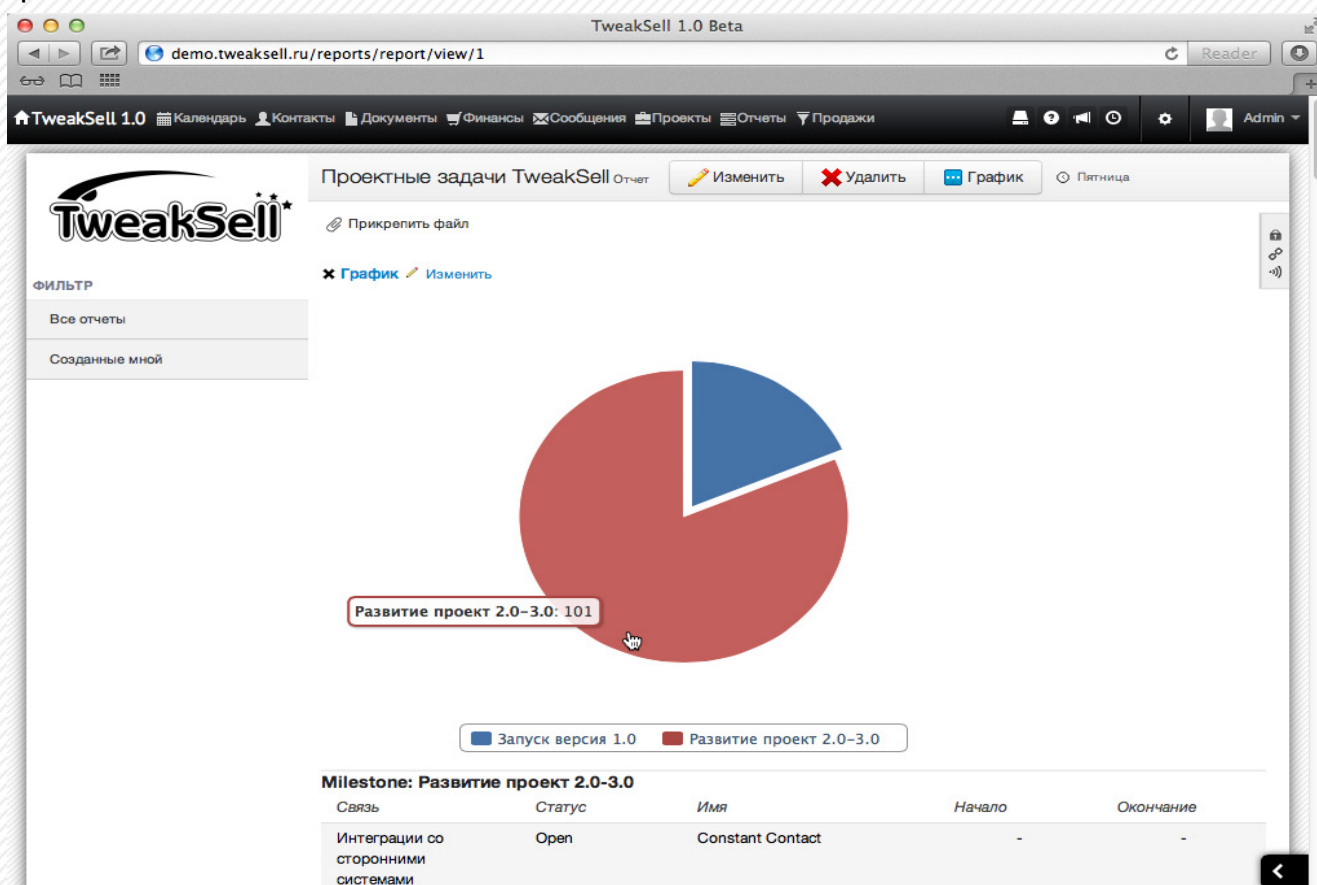 TweakSell 1.0 Beta
demo.tweaksell.ru/reports/report/view/1
Reader
TweakSell 1.0 Календарь Контакты Документы Финансы Сообщения Проекты Отчеты Продажи Admin
TweakSell
Проектные задачи TweakSell Отчет Изменить Удалить График Пятница
Прикрепить файл
График Изменить
ФИЛЬТР
Все отчеты
Созданные мной
Развитие проект 2.0-3.0: 101
Запуск версия 1.0 Развитие проект 2.0-3.0
Milestone: Развитие проект 2.0-3.0
Связь Статус Имя Начало Окончание
Интеграции со Open Constant Contact - -
сторонними
системами